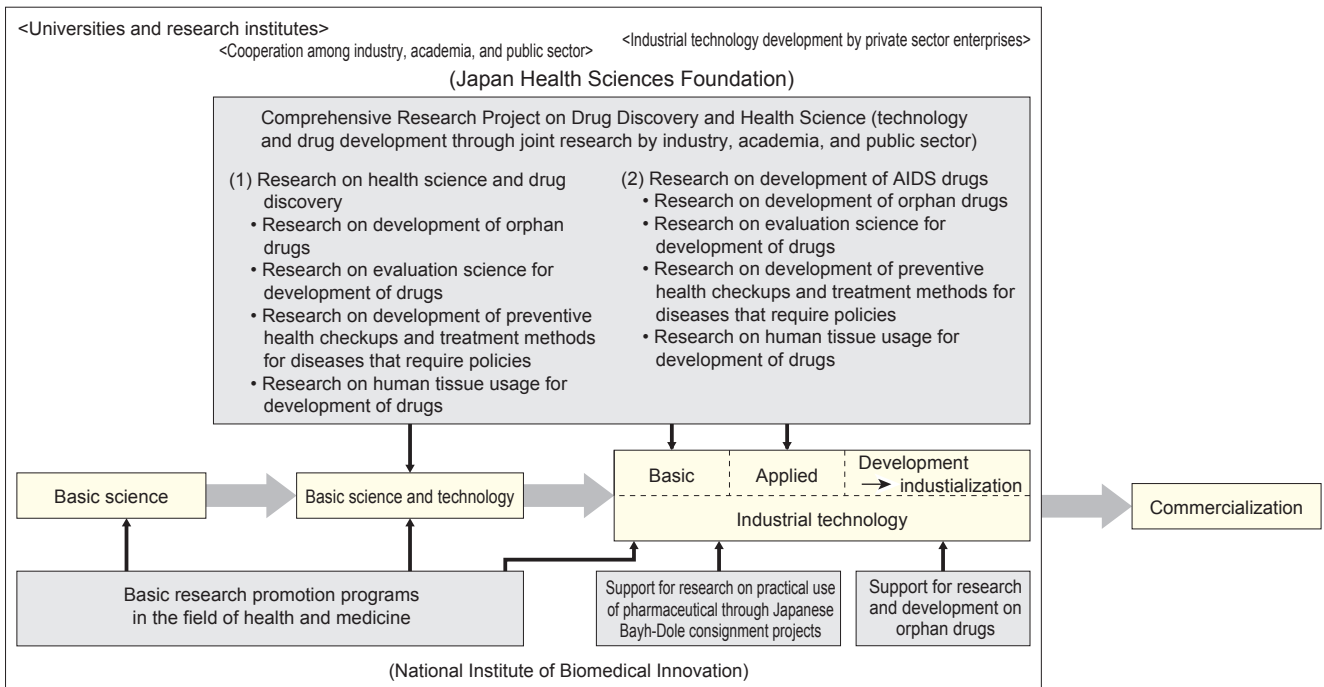 <Universities and research institutes>
<Cooperation among industry, academia, and public sector>
<Industrial technology development by private sector enterprises>
(Japan Health Sciences Foundation)
Comprehensive Research Project on Drug Discovery and Health Science (technology
and drug development through joint research by industry, academia, and public sector)
(1) Research on health science and drug
discovery
• Research on development of orphan
drugs
• Research on evaluation science for
development of drugs
• Research on development of preventive
health checkups and treatment methods
for diseases that require policies
• Research on human tissue usage for
development of drugs
(2) Research on development of AIDS drugs
• Research on development of orphan drugs
• Research on evaluation science for
development of drugs
• Research on development of preventive
health checkups and treatment methods for
diseases that require policies
• Research on human tissue usage for
development of drugs
Basic science
Basic science and technology
Basic
Applied
Development
industialization
Industrial technology
Commercialization
Basic research promotion programs
in the field of health and medicine
Support for research on practical use
of pharmaceutical through Japanese
Bayh-Dole consignment projects
Support for research
and development on
orphan drugs
(National Institute of Biomedical Innovation)